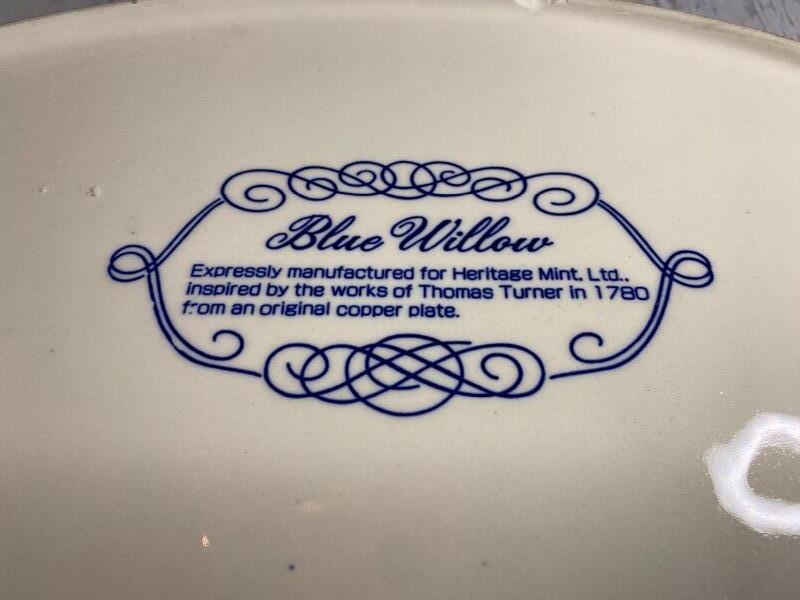 Blue Willow
Expressly manufactured for Heritage Mint, Ltd.,
inspired by the works of Thomas Turner in 1780
from an original copper plate.